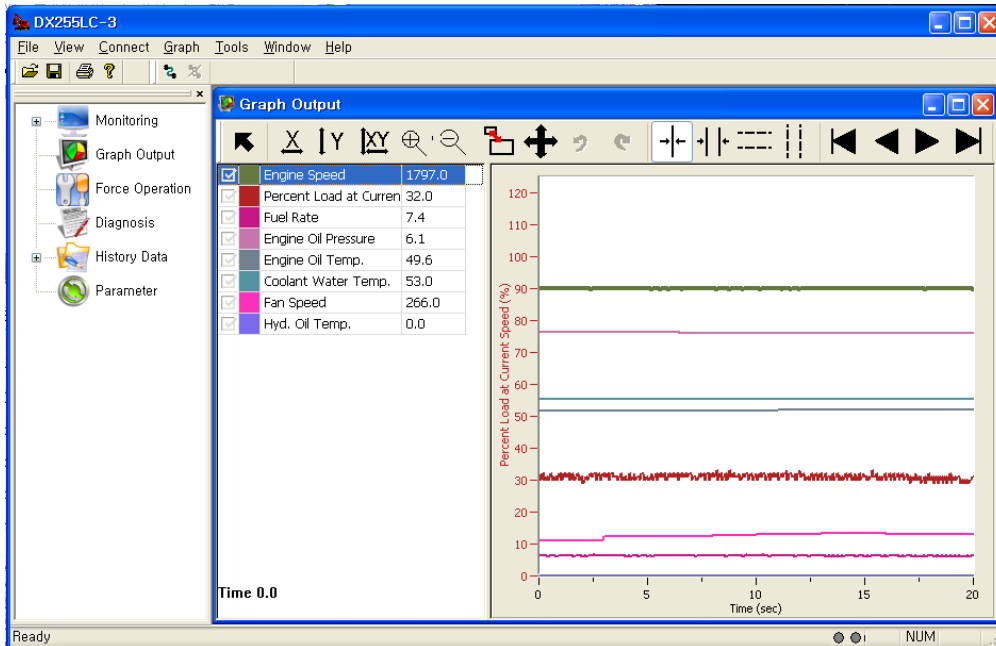 DX255LC-3
File View Connect Graph Tools Window Help
Monitoring
Graph Output
Force Operation
Diagnosis
History Data
Parameter
Graph Output
X Y XY
Engine Speed 1797.0
Percent Load at Curren 32.0
Fuel Rate 7.4
Engine Oil Pressure 6.1
Engine Oil Temp. 49.6
Coolant Water Temp. 53.0
Fan Speed 266.0
Hyd. Oil Temp. 0.0
Time 0.0
Percent Load at Current Speed (%)
120
110
100
90
80
70
60
50
40
30
20
10
0
0 5 10 15 20
Time (sec)
Ready NUM